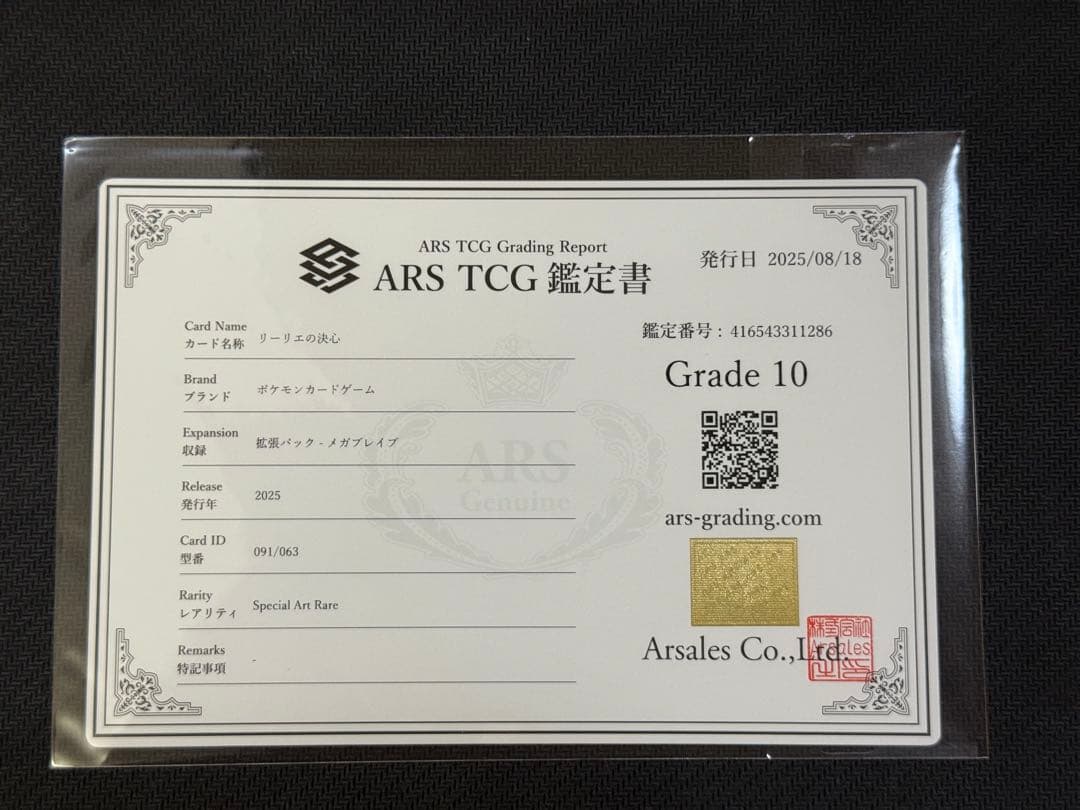 ARS TCG Grading Report
ARS TCG 鑑定書
発行日 2025/08/18
Card Name
カード名称 リーリエの決心
Brand
ブランド ポケモンカードゲーム
Expansion
収録 拡張パック - メガブレイブ
Release
発行年 2025
Card ID
型番 091/063
Rarity
レアリティ Special Art Rare
Remarks
特記事項 -
鑑定番号 : 416543311286
Grade 10
ars-grading.com
Arsales Co.,Ltd.
ARS
Genuine
Arsales